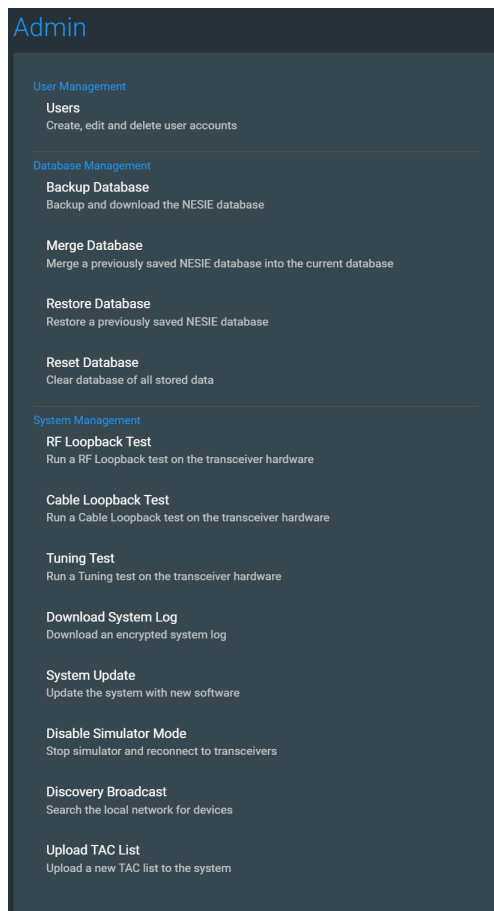 Admin
User Management
Users
Create, edit and delete user accounts
Database Management
Backup Database
Backup and download the NESIE database
Merge Database
Merge a previously saved NESIE database into the current database
Restore Database
Restore a previously saved NESIE database
Reset Database
Clear database of all stored data
System Management
RF Loopback Test
Run a RF Loopback test on the transceiver hardware
Cable Loopback Test
Run a Cable Loopback test on the transceiver hardware
Tuning Test
Run a Tuning test on the transceiver hardware
Download System Log
Download an encrypted system log
System Update
Update the system with new software
Disable Simulator Mode
Stop simulator and reconnect to transceivers
Discovery Broadcast
Search the local network for devices
Upload TAC List
Upload a new TAC list to the system